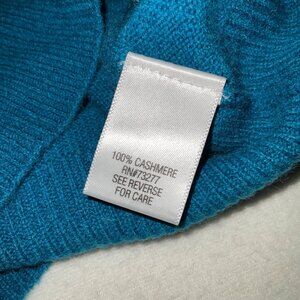 100% CASHMERE
RN#73277
SEE REVERSE
FOR CARE